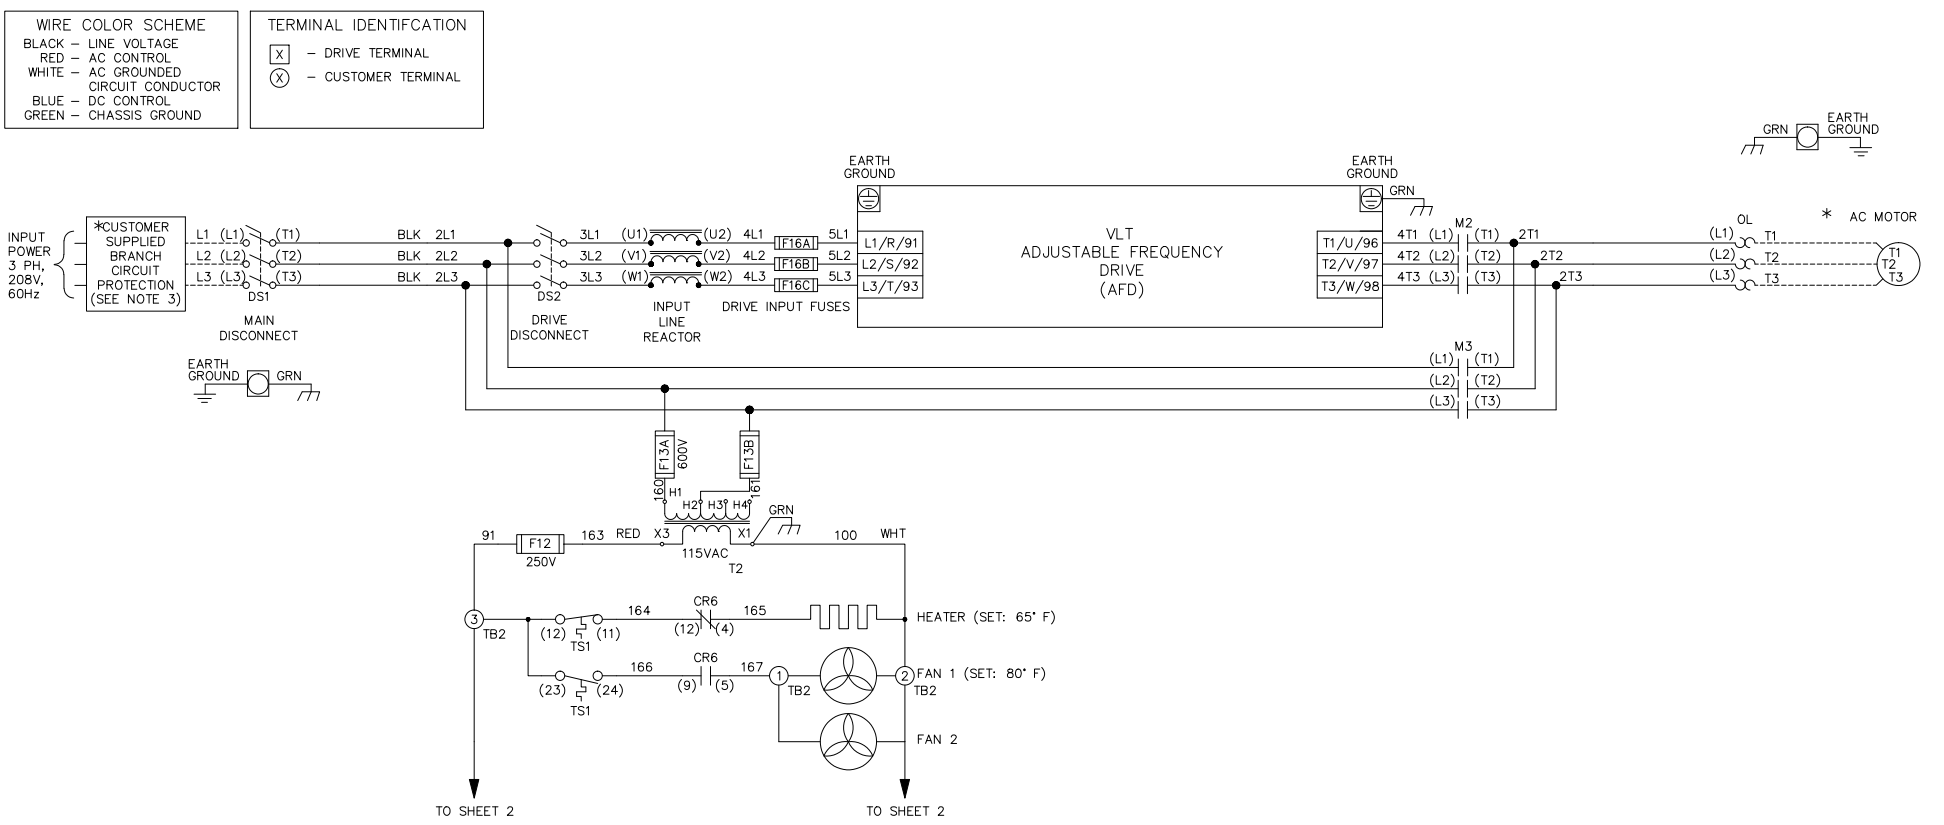 WIRE COLOR SCHEME
BLACK – LINE VOLTAGE
RED – AC CONTROL
WHITE – AC GROUNDED
CIRCUIT CONDUCTOR
BLUE – DC CONTROL
GREEN – CHASSIS GROUND
TERMINAL IDENTIFCATION
X – DRIVE TERMINAL
X – CUSTOMER TERMINAL
GRN
EARTH
GROUND
EARTH
GROUND
EARTH
GROUND
GRN
INPUT
POWER
3 PH,
208V,
60Hz
*CUSTOMER
SUPPLIED
BRANCH
CIRCUIT
PROTECTION
(SEE NOTE 3)
L1 (L1) (T1) BLK 2L1 3L1 (U1) (U2) 4L1 F16A 5L1 L1/R/91
L2 (L2) (T2) BLK 2L2 3L2 (V1) (V2) 4L2 F16B 5L2 L2/S/92
L3 (L3) (T3) BLK 2L3 3L3 (W1) (W2) 4L3 F16C 5L3 L3/T/93
DS1
MAIN
DISCONNECT
DS2
DRIVE
DISCONNECT
INPUT
LINE
REACTOR
DRIVE INPUT FUSES
VLT
ADJUSTABLE FREQUENCY
DRIVE
(AFD)
M2
OL
* AC MOTOR
T1/U/96 4T1 (L1) (T1) 2T1 (L1) T1 T1
T2/V/97 4T2 (L2) (T2) 2T2 (L2) T2 T2
T3/W/98 4T3 (L3) (T3) 2T3 (L3) T3 T3
M3
(L1) (T1)
(L2) (T2)
(L3) (T3)
EARTH
GROUND
GRN
F13A
600V
F13B
160
161
H1
H2 H3 H4
GRN
91 F12 163 RED X3 X1 100 WHT
250V
115VAC
T2
3
TB2
(12) (11)
TS1
164
CR6
(12) (4)
165
HEATER (SET: 65° F)
(23) (24)
TS1
166
CR6
(9) (5)
167
1
TB2
2
TB2
FAN 1 (SET: 80° F)
FAN 2
TO SHEET 2
TO SHEET 2